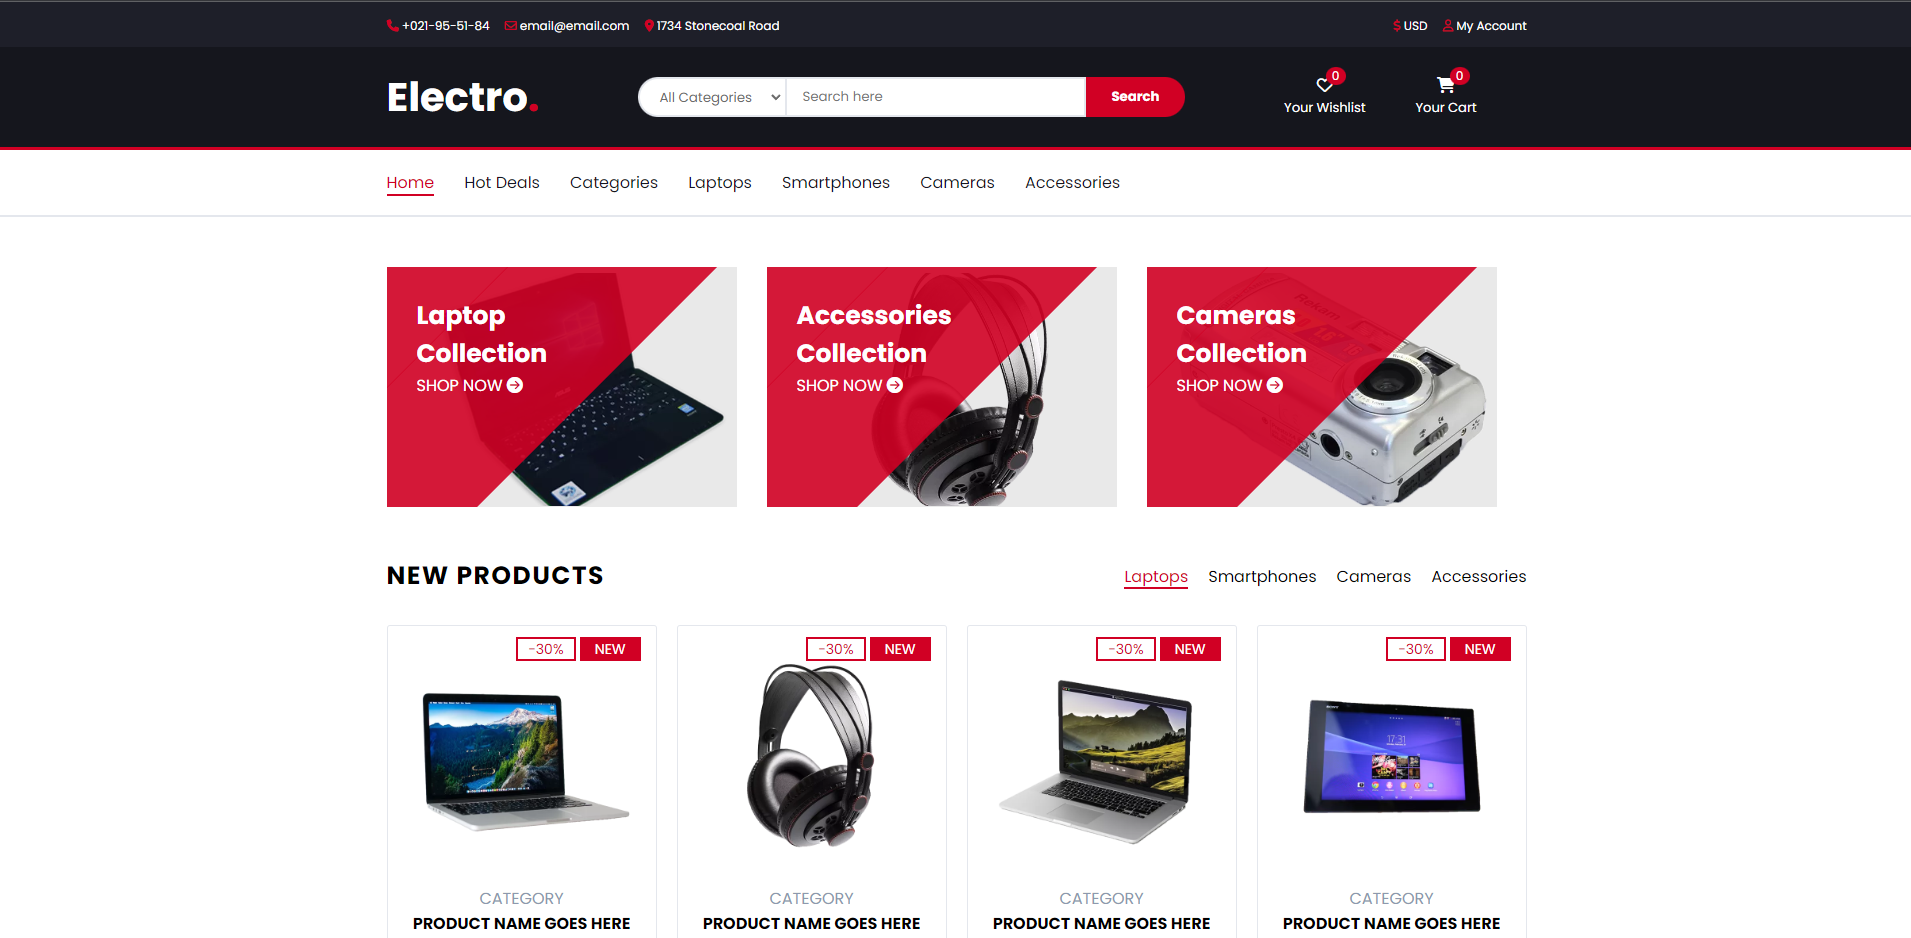 +021-95-51-84 email@email.com 1734 Stonecoal Road
USD My Account
Electro.
All Categories Search here Search
0
Your Wishlist
0
Your Cart
Home Hot Deals Categories Laptops Smartphones Cameras Accessories
Laptop
Collection
SHOP NOW
Accessories
Collection
SHOP NOW
Cameras
Collection
SHOP NOW
NEW PRODUCTS
Laptops Smartphones Cameras Accessories
-30% NEW
-30% NEW
-30% NEW
-30% NEW
SONY
17:31
CATEGORY
PRODUCT NAME GOES HERE
CATEGORY
PRODUCT NAME GOES HERE
CATEGORY
PRODUCT NAME GOES HERE
CATEGORY
PRODUCT NAME GOES HERE